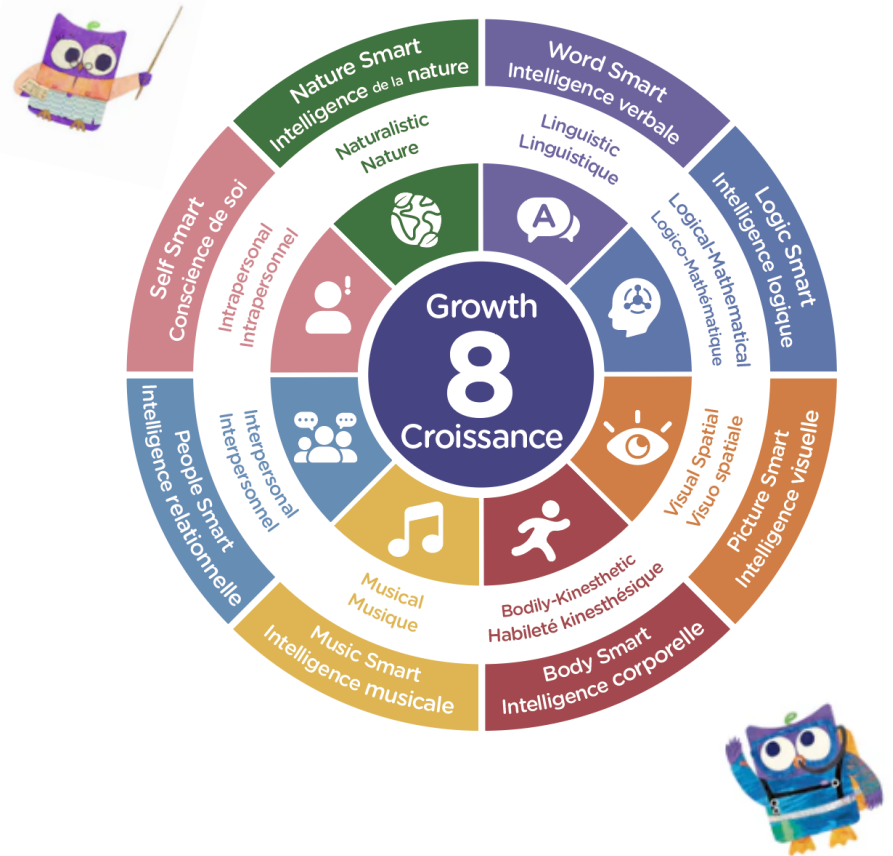 Growth
8
Croissance
Word Smart
Intelligence verbale
Linguistic
Linguistique
A
Logic Smart
Intelligence logique
Logical-Mathematical
Logico-Mathématique
Picture Smart
Intelligence visuelle
Visual Spatial
Visuo spatiale
Body Smart
Intelligence corporelle
Bodily-Kinesthetic
Habileté kinesthésique
Music Smart
Intelligence musicale
Musical
Musique
People Smart
Intelligence relationnelle
Interpersonal
Interpersonnel
Self Smart
Conscience de soi
Intrapersonal
Intrapersonnel
!
Nature Smart
Intelligence de la nature
Naturalistic
Nature